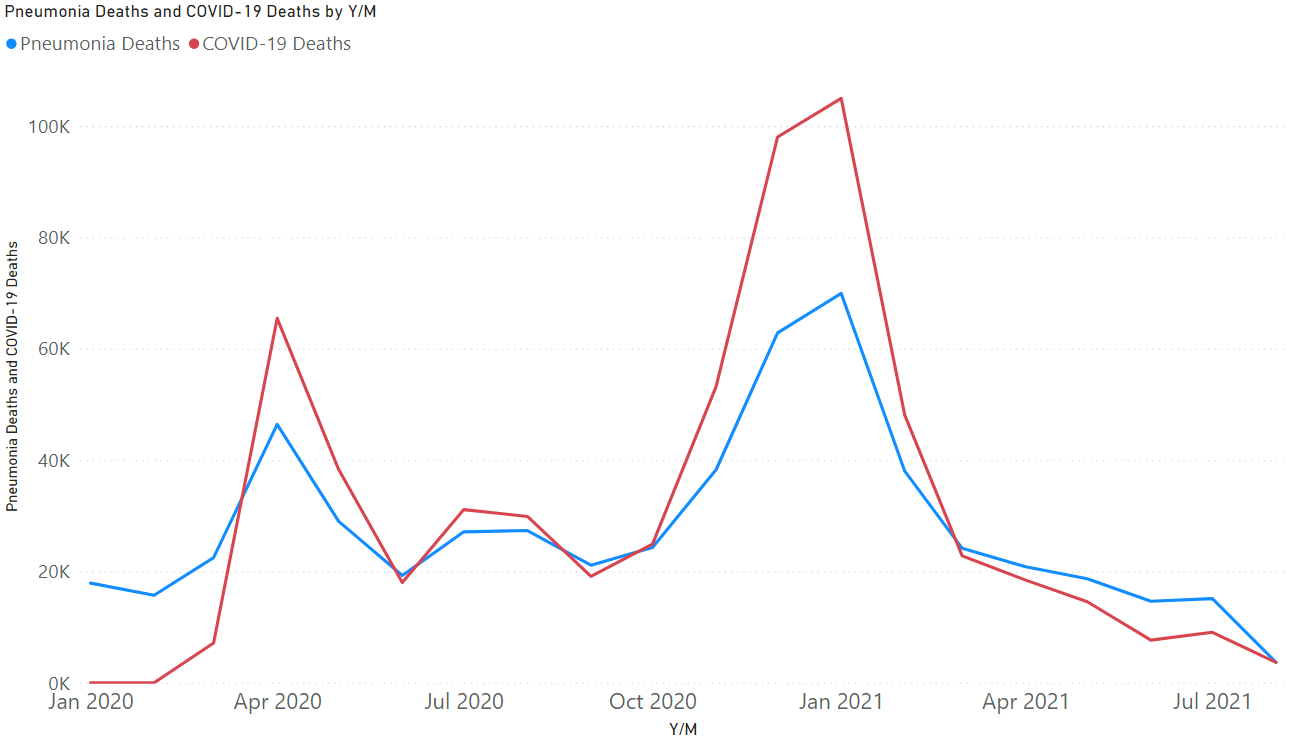 Pneumonia Deaths and COVID-19 Deaths by Y/M
Pneumonia Deaths COVID-19 Deaths
Pneumonia Deaths and COVID-19 Deaths
100K
80K
60K
40K
20K
0K
Jan 2020 Apr 2020 Jul 2020 Oct 2020 Jan 2021 Apr 2021 Jul 2021
Y/M